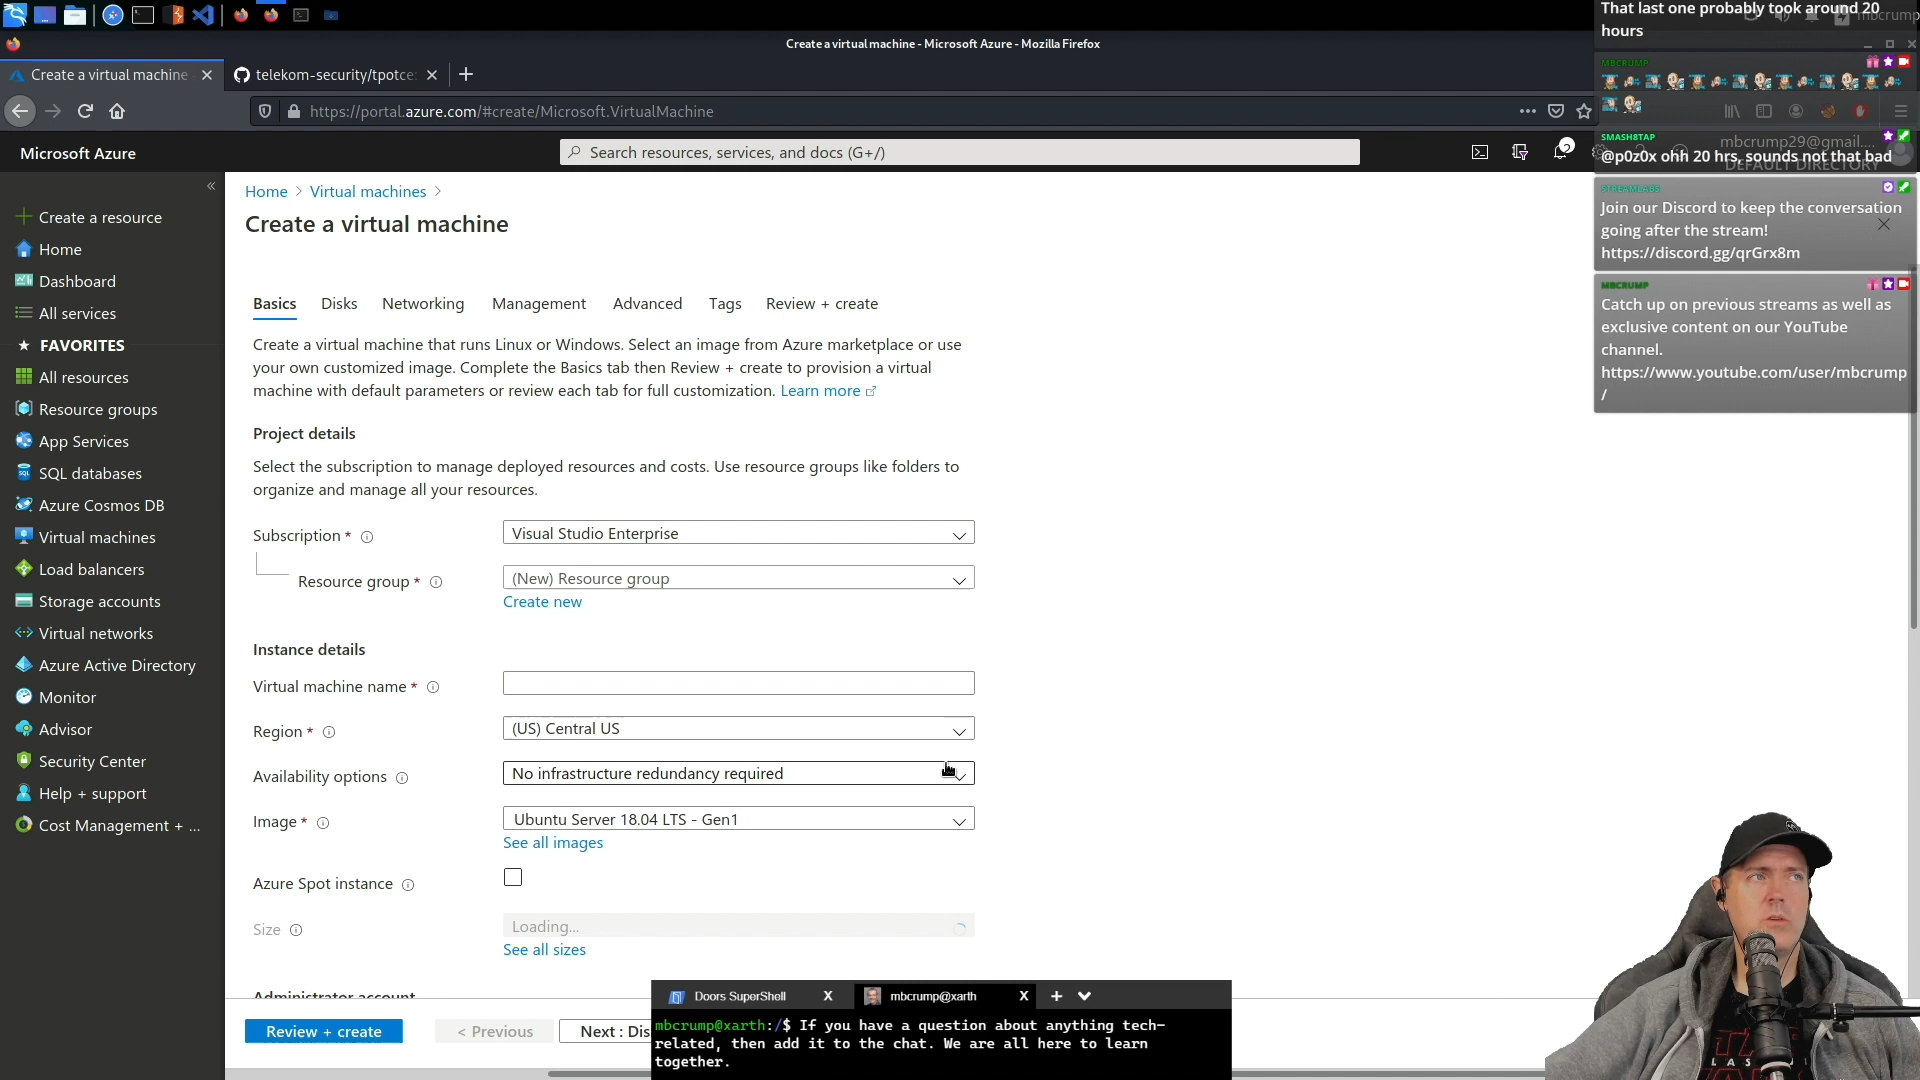 Create a virtual machine - Microsoft Azure - Mozilla Firefox
Create a virtual machine
telekom-security/tpotce:
https://portal.azure.com/#create/Microsoft.VirtualMachine
Microsoft Azure
Search resources, services, and docs (G+/)
2
mbcrump29@gmail....
DEFAULT DIRECTORY
Create a resource
Home
Dashboard
All services
FAVORITES
All resources
Resource groups
App Services
SQL databases
Azure Cosmos DB
Virtual machines
Load balancers
Storage accounts
Virtual networks
Azure Active Directory
Monitor
Advisor
Security Center
Help + support
Cost Management + ...
Home > Virtual machines >
Create a virtual machine
Basics Disks Networking Management Advanced Tags Review + create
Create a virtual machine that runs Linux or Windows. Select an image from Azure marketplace or use
your own customized image. Complete the Basics tab then Review + create to provision a virtual
machine with default parameters or review each tab for full customization. Learn more
Project details
Select the subscription to manage deployed resources and costs. Use resource groups like folders to
organize and manage all your resources.
Subscription * Visual Studio Enterprise
Resource group * (New) Resource group
Create new
Instance details
Virtual machine name *
Region * (US) Central US
Availability options No infrastructure redundancy required
Image * Ubuntu Server 18.04 LTS - Gen1
See all images
Azure Spot instance
Size Loading...
See all sizes
Administrator account
Review + create < Previous Next : Dis
That last one probably took around 20
hours
mbcrump
MBCRUMP
SMASH8TAP
@p0z0x ohh 20 hrs, sounds not that bad
STREAMLABS
Join our Discord to keep the conversation
going after the stream!
https://discord.gg/qrGrx8m
MBCRUMP
Catch up on previous streams as well as
exclusive content on our YouTube
channel.
https://www.youtube.com/user/mbcrump
/
Doors SuperShell X mbcrump@xarth X
mbcrump@xarth:/$ If you have a question about anything tech-
related, then add it to the chat. We are all here to learn
together.